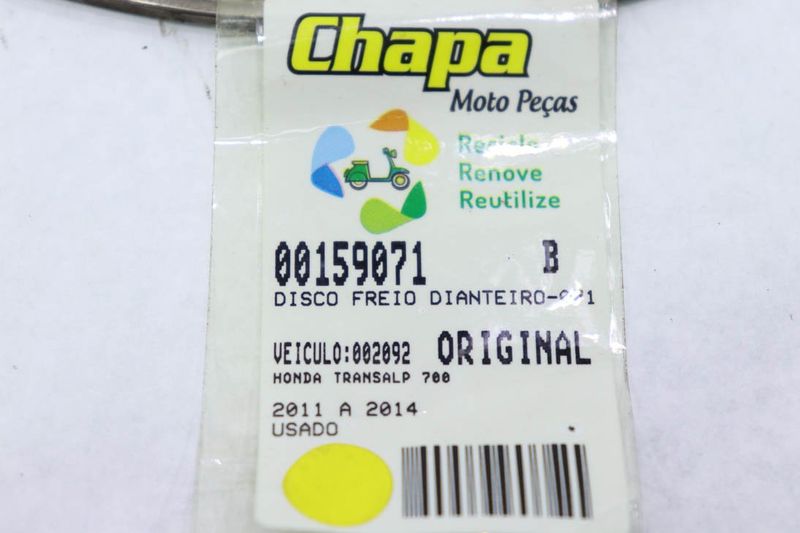 Chapa
Moto Peças
Recicle
Renove
Reutilize
00159071 B
DISCO FREIO DIANTEIRO
VEICULO:002092 ORIGINAL
HONDA TRANSALP 700
2011 A 2014
USADO